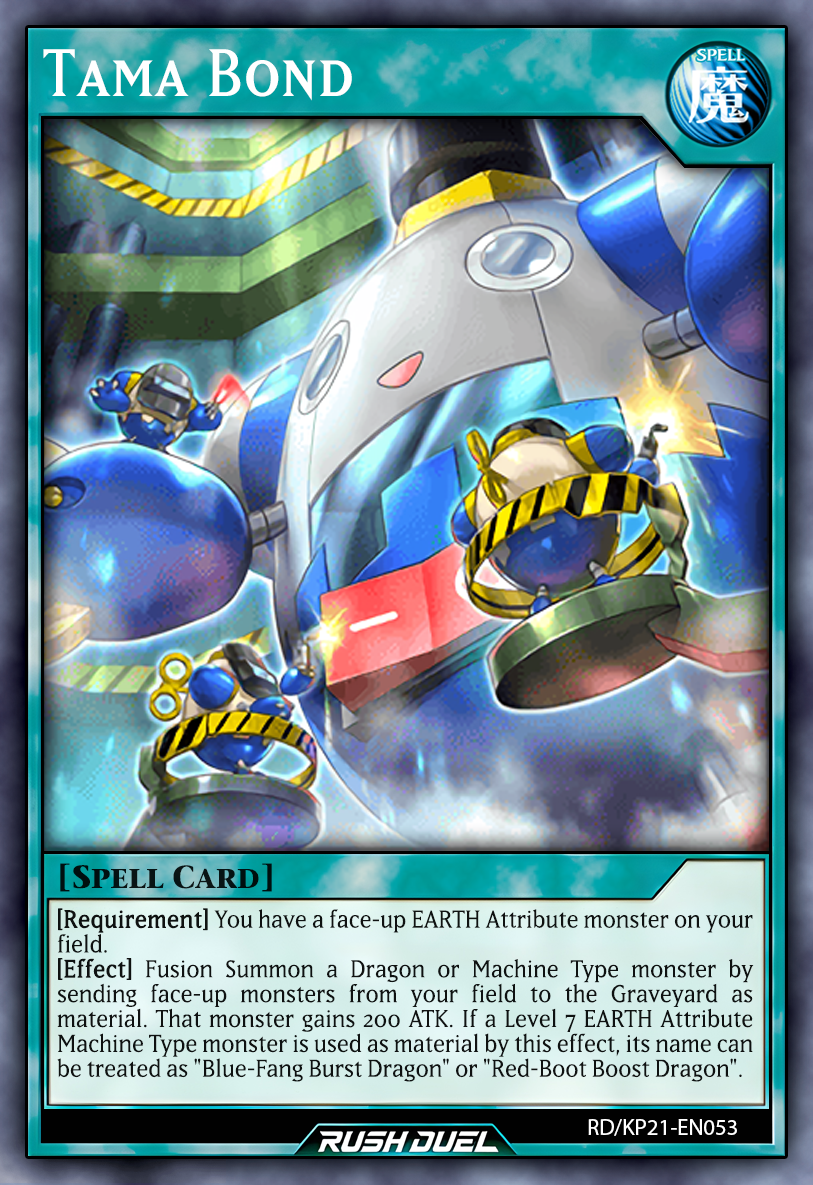 TAMA BOND
SPELL
魔
[SPELL CARD]
[Requirement] You have a face-up EARTH Attribute monster on your
field.
[Effect] Fusion Summon a Dragon or Machine Type monster by
sending face-up monsters from your field to the Graveyard as
material. That monster gains 200 ATK. If a Level 7 EARTH Attribute
Machine Type monster is used as material by this effect, its name can
be treated as "Blue-Fang Burst Dragon" or "Red-Boot Boost Dragon".
RD/KP21-EN053
RUSH DUEL